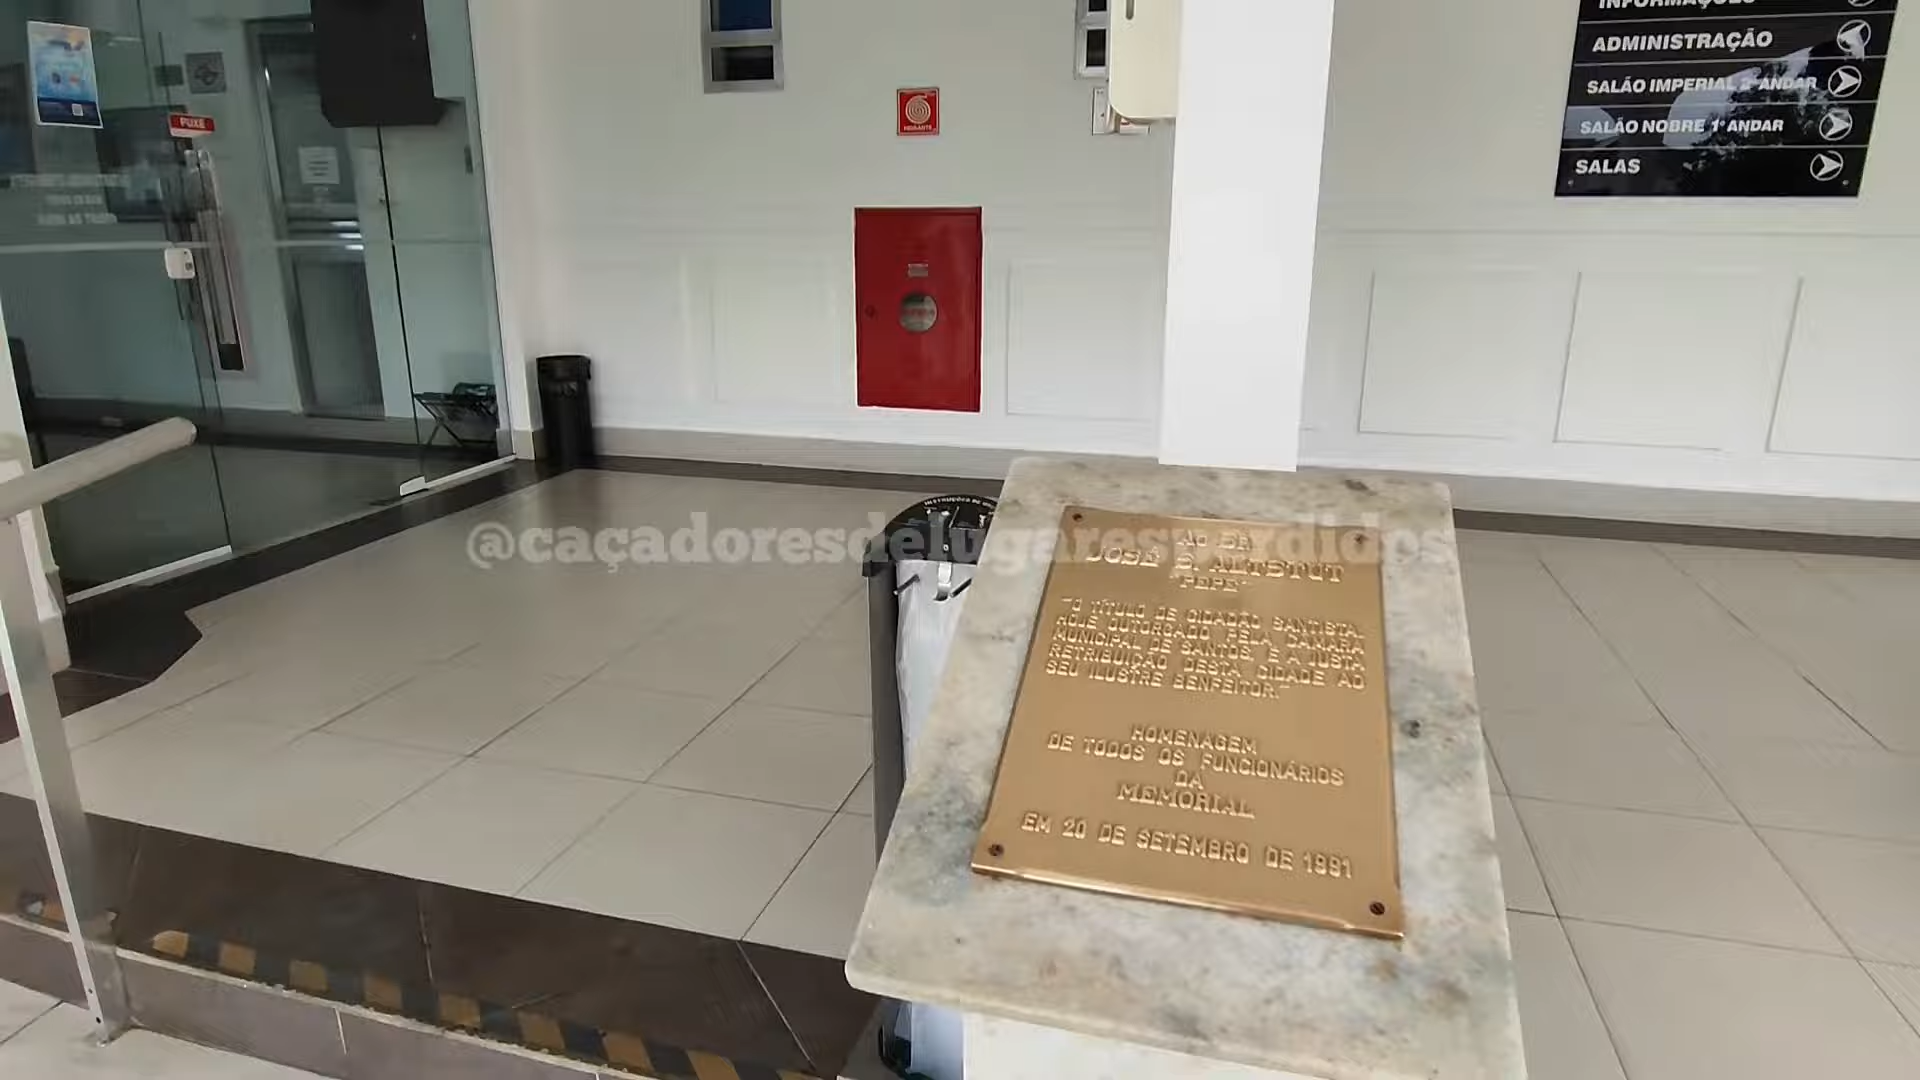 INFORMAÇÕES
ADMINISTRAÇÃO
SALÃO IMPERIAL 2º ANDAR
SALÃO NOBRE 1º ANDAR
SALAS
PUXE
HIDRANTE
@caçadoresdelugaresperdidos
AO SR.
JOSÉ S. ALTSTUT
"PEPE"
"O TÍTULO DE CIDADÃO SANTISTA,
HOJE OUTORGADO PELA CÂMARA
MUNICIPAL DE SANTOS, É A JUSTA
RETRIBUIÇÃO DESTA CIDADE AO
SEU ILUSTRE BENFEITOR."
HOMENAGEM
DE TODOS OS FUNCIONÁRIOS
DA
MEMORIAL
EM 20 DE SETEMBRO DE 1991